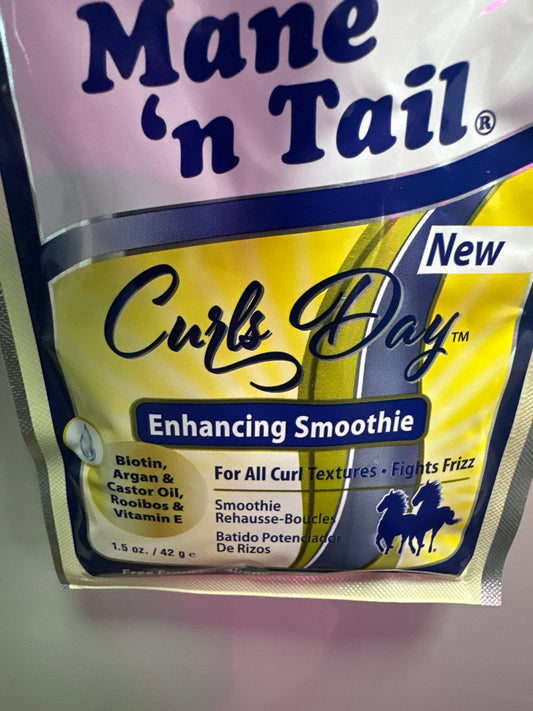 Mane
'n Tail®
New
Curls Day™
Enhancing Smoothie
Biotin,
Argan &
Castor Oil,
Rooibos &
Vitamin E
For All Curl Textures • Fights Frizz
Smoothie
Rehausse-Boucles
Batido Potenciador
De Rizos
1.5 oz. / 42 g e